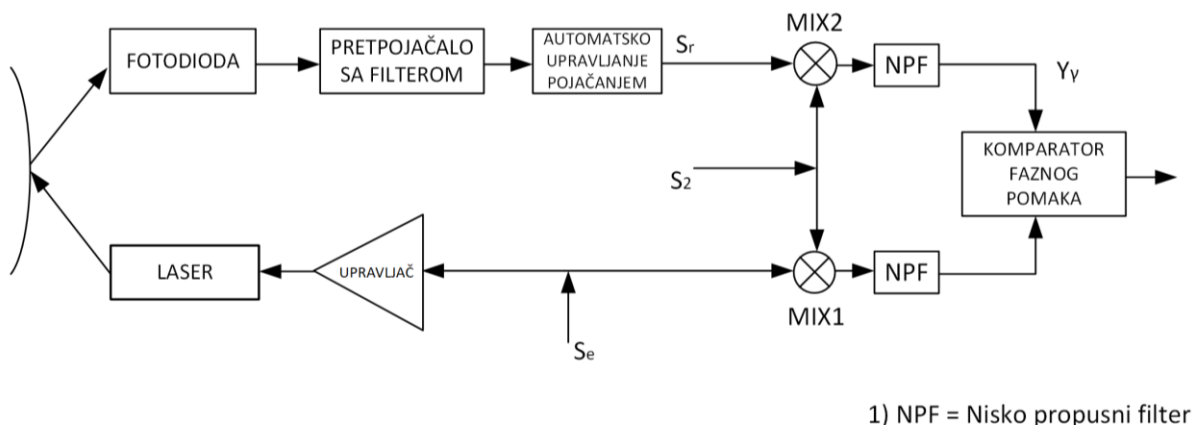 MIX2
FOTODIODA
PRETPOJAČALO
SA FILTEROM
AUTOMATSKO
UPRAVLJANJE
POJAČANJEM
Sr
NPF
Yγ
S2
KOMPARATOR
FAZNOG
POMAKA
LASER
UPRAVLJAČ
NPF
MIX1
Se
1) NPF = Nisko propusni filter